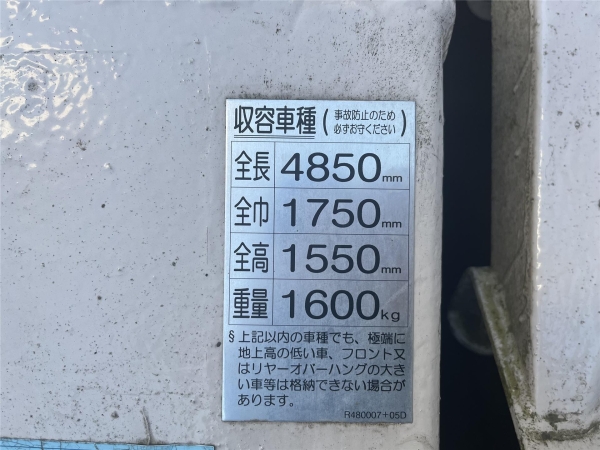 収容車種(事故防止のため必ずお守りください)
全長 4850mm
全巾 1750mm
全高 1550mm
重量 1600kg
§上記以内の車種でも、極端に
地上高の低い車、フロント又
はリヤーオーバーハングの大き
い車等は格納できない場合が
あります。
R480007+05D